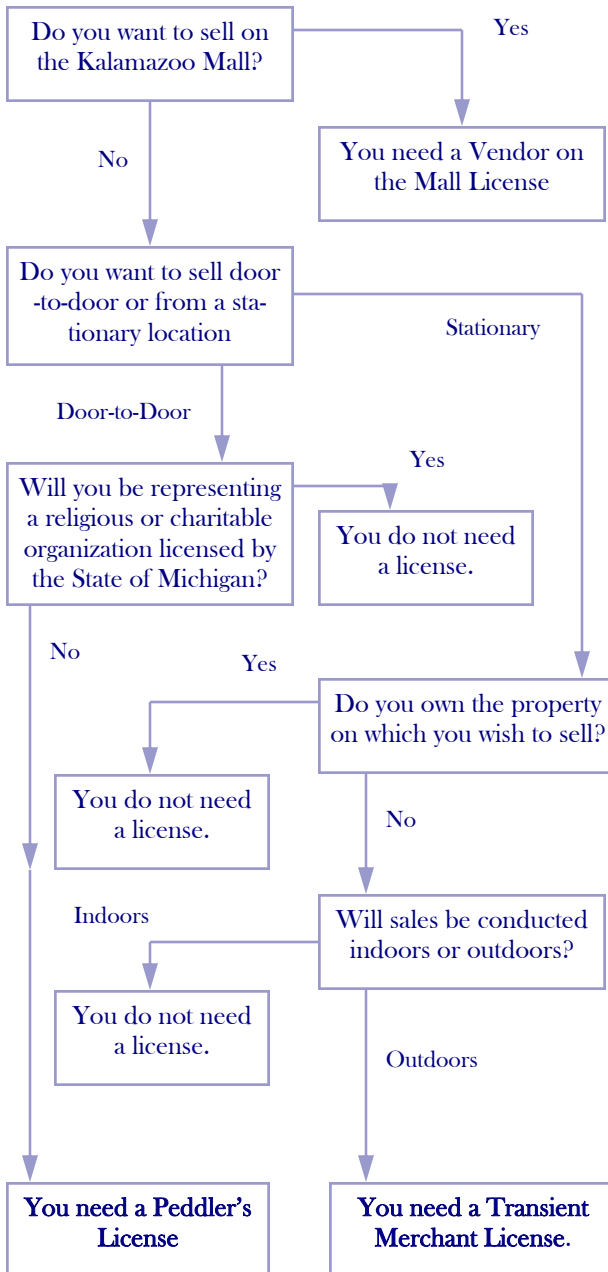 Do you want to sell on
the Kalamazoo Mall?
Yes
No
You need a Vendor on
the Mall License
Do you want to sell door
-to-door or from a sta-
tionary location
Stationary
Door-to-Door
Yes
Will you be representing
a religious or charitable
organization licensed by
the State of Michigan?
You do not need
a license.
No
Yes
Do you own the property
on which you wish to sell?
You do not need
a license.
No
Indoors
Will sales be conducted
indoors or outdoors?
You do not need
a license.
Outdoors
You need a Peddler's
License
You need a Transient
Merchant License.